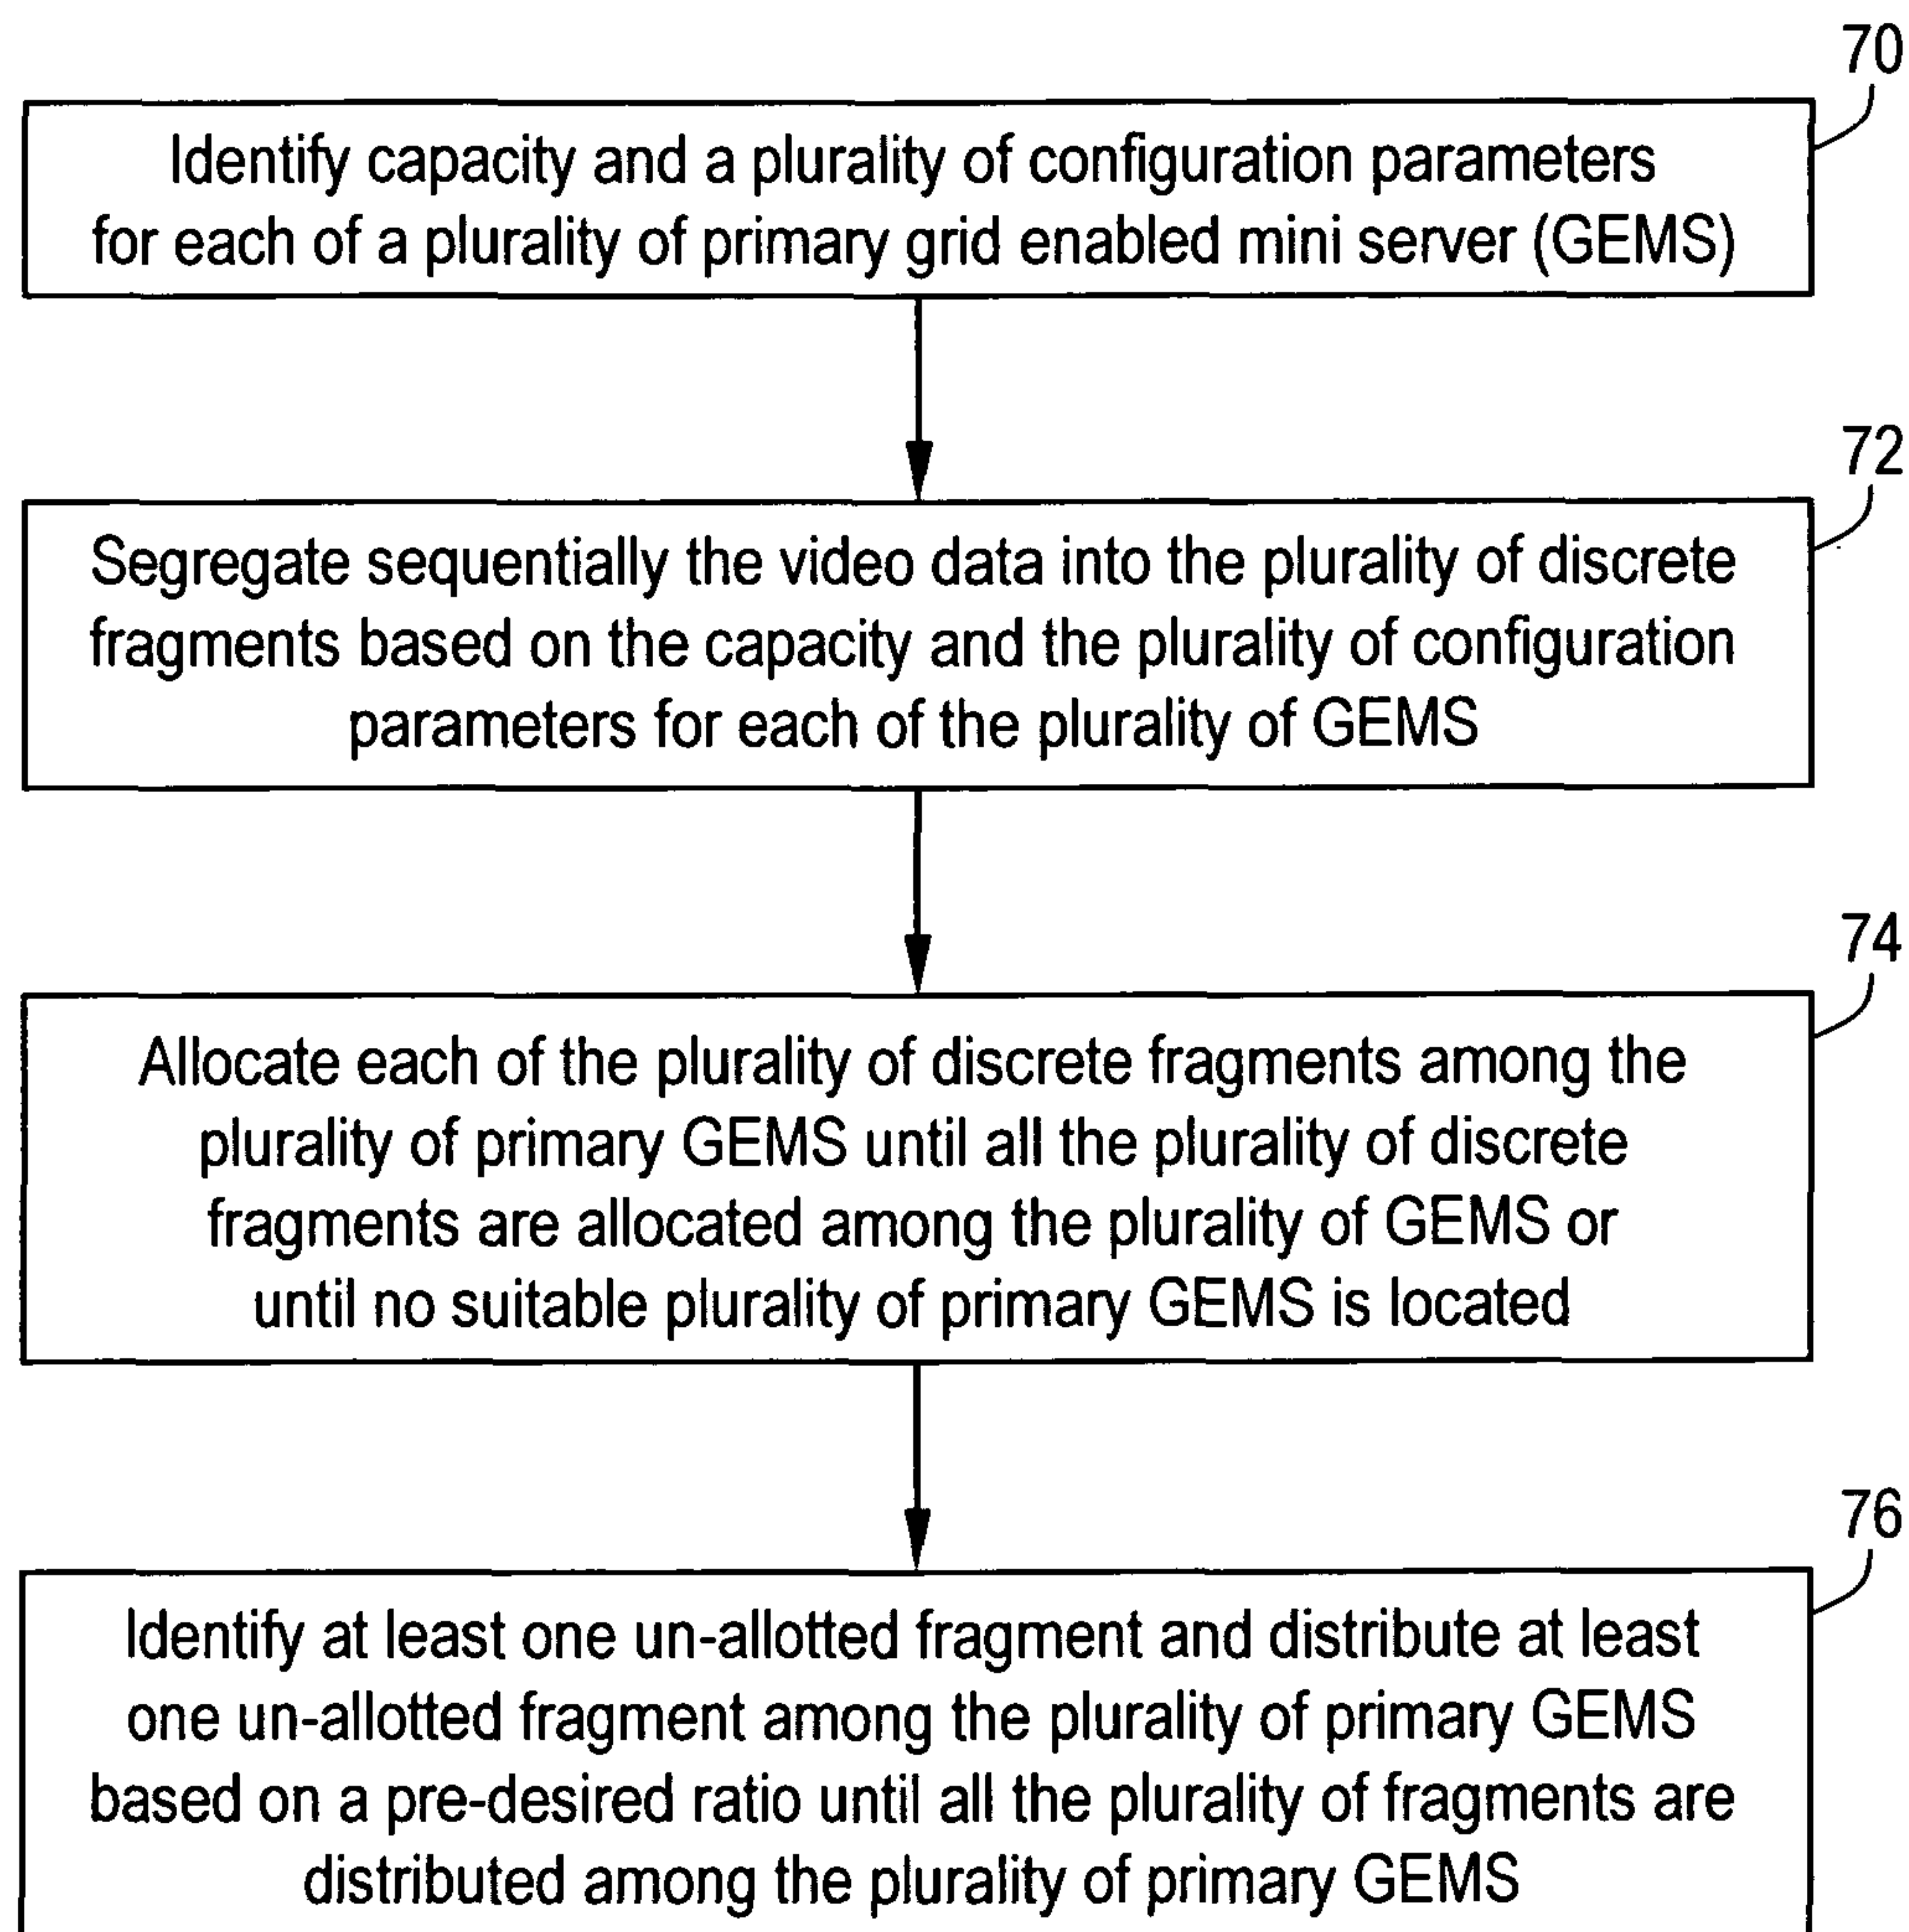 70
Identify capacity and a plurality of configuration parameters
for each of a plurality of primary grid enabled mini server (GEMS)
72
Segregate sequentially the video data into the plurality of discrete
fragments based on the capacity and the plurality of configuration
parameters for each of the plurality of GEMS
74
Allocate each of the plurality of discrete fragments among the
plurality of primary GEMS until all the plurality of discrete
fragments are allocated among the plurality of GEMS or
until no suitable plurality of primary GEMS is located
76
Identify at least one un-allotted fragment and distribute at least
one un-allotted fragment among the plurality of primary GEMS
based on a pre-desired ratio until all the plurality of fragments are
distributed among the plurality of primary GEMS